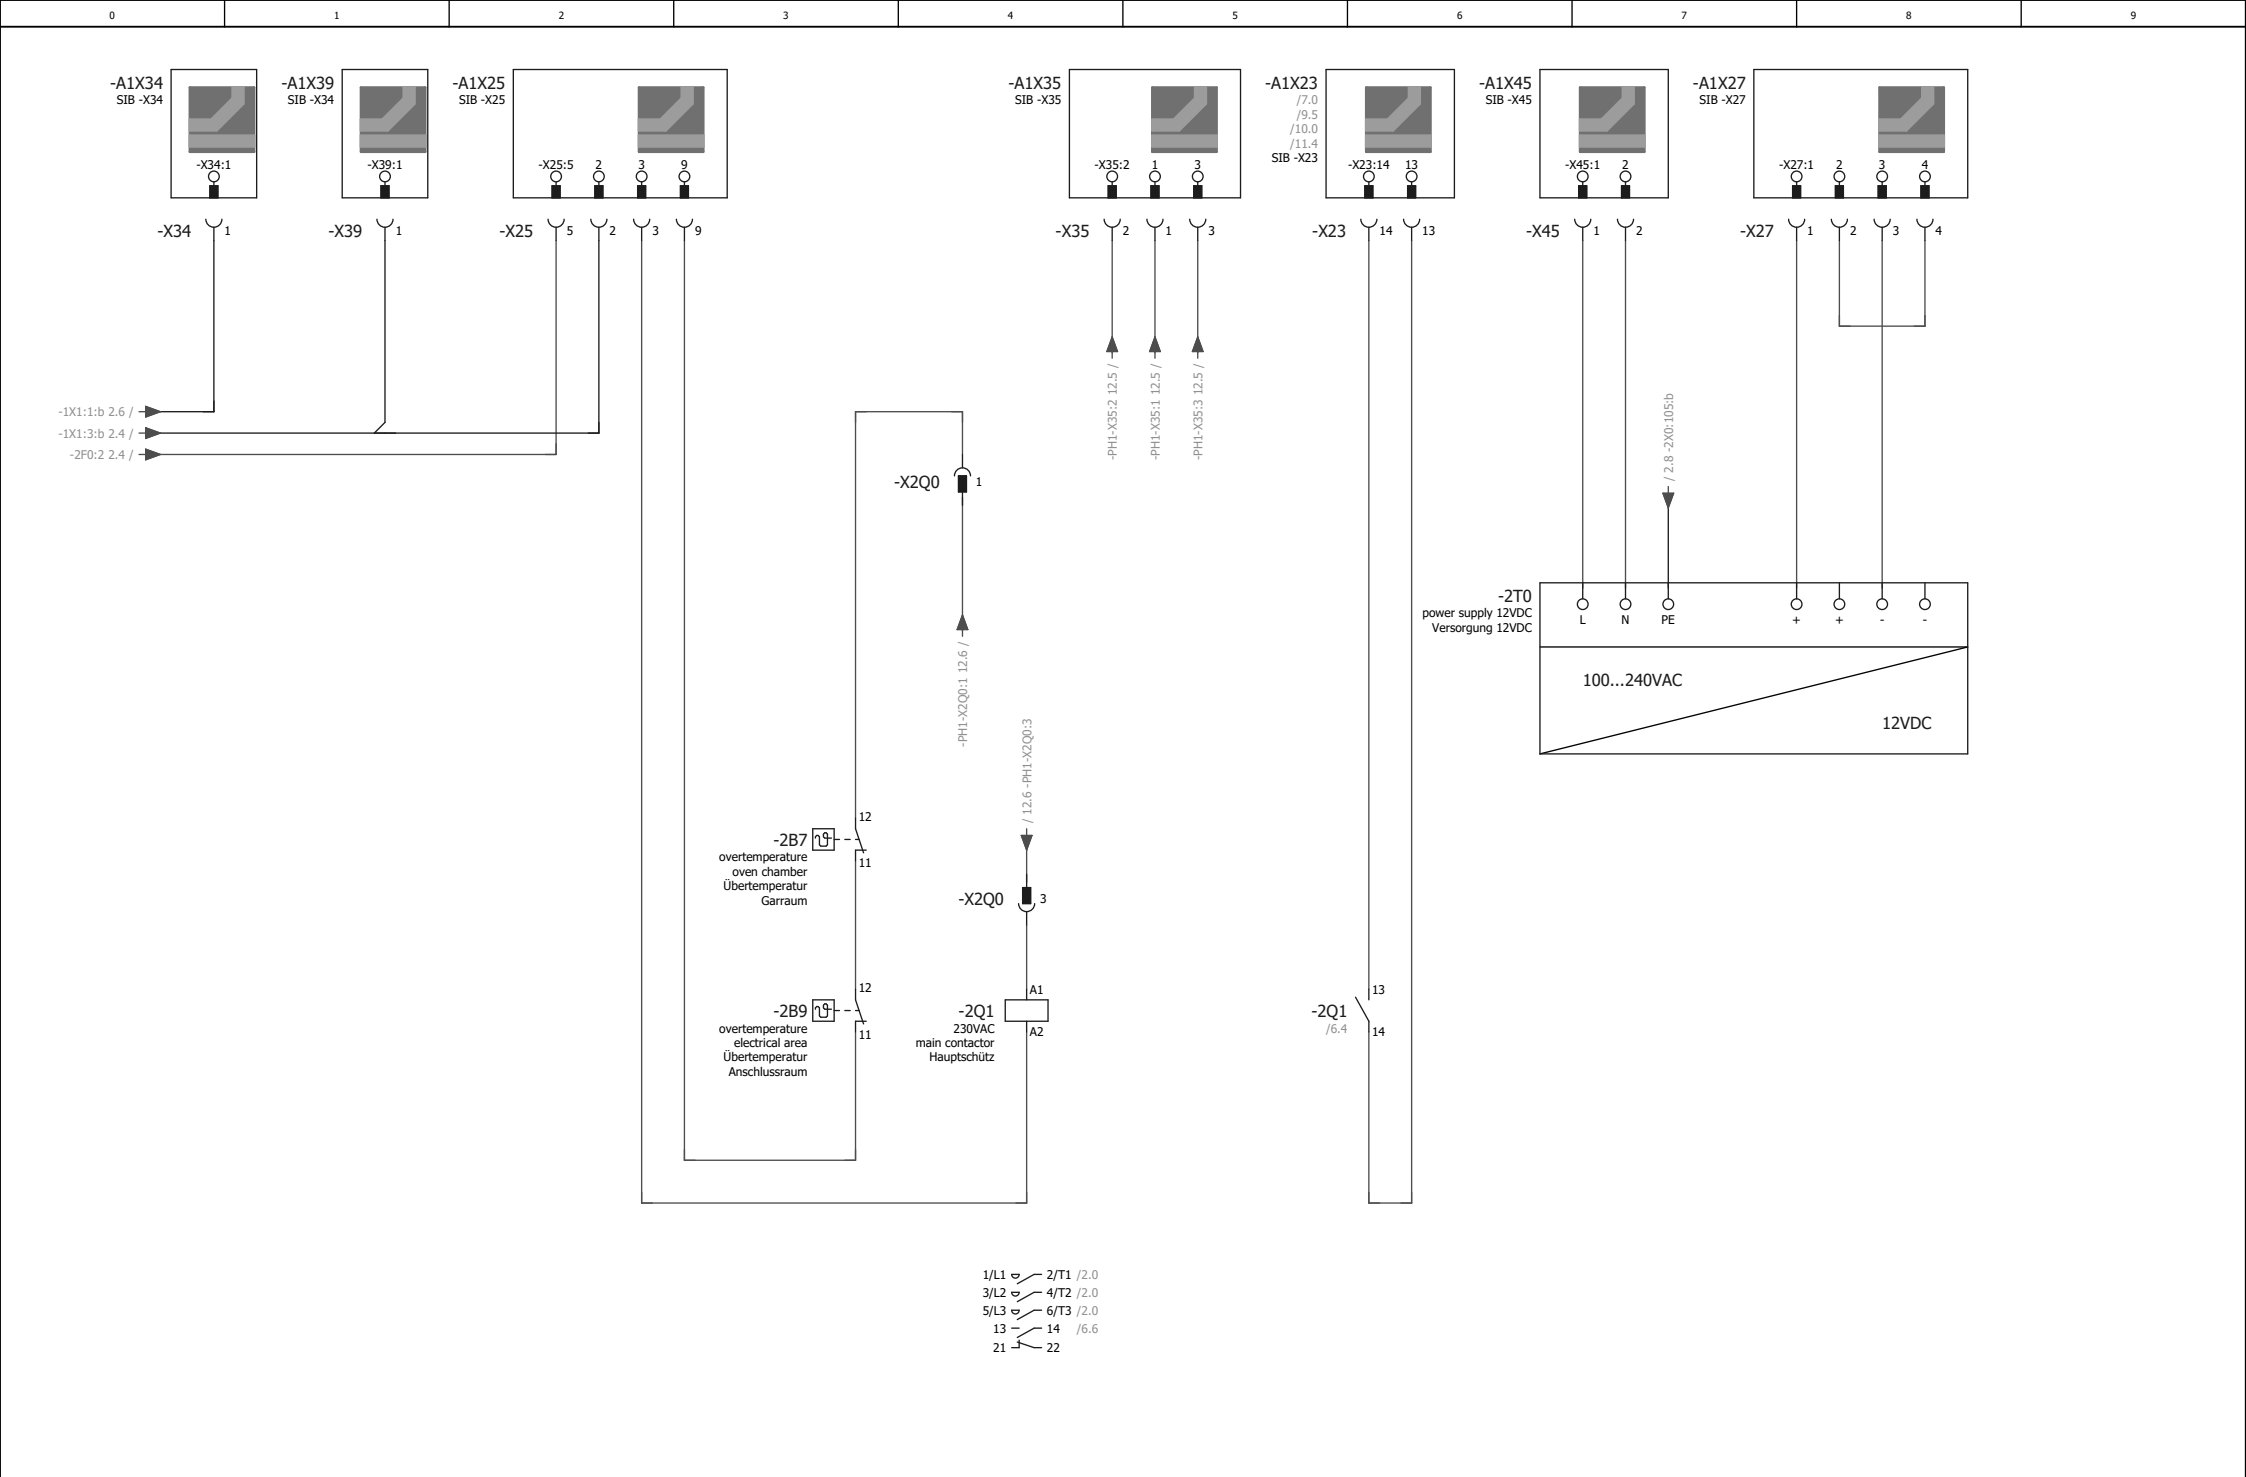 0 1 2 3 4 5 6 7 8 9
-A1X34
SIB -X34
-X34:1
-X34 1
-A1X39
SIB -X34
-X39:1
-X39 1
-A1X25
SIB -X25
-X25:5 2 3 9
-X25 5 2 3 9
-A1X35
SIB -X35
-X35:2 1 3
-X35 2 1 3
-A1X23
/7.0
/9.5
/10.0
/11.4
SIB -X23
-X23:14 13
-X23 14 13
-A1X45
SIB -X45
-X45:1 2
-X45 1 2
-A1X27
SIB -X27
-X27:1 2 3 4
-X27 1 2 3 4
-1X1:1:b 2.6 /
-1X1:3:b 2.4 /
-2F0:2 2.4 /
-PH1-X35:2 12.5 /
-PH1-X35:1 12.5 /
-PH1-X35:3 12.5 /
/ 2.8 -2X0:105:b
-X2Q0 1
-PH1-X2Q0:1 12.6 /
/ 12.6 -PH1-X2Q0:3
-2T0
power supply 12VDC
Versorgung 12VDC
L N PE + + - -
100...240VAC
12VDC
12
-2B7
11
overtemperature
oven chamber
Übertemperatur
Garraum
-X2Q0 3
12
-2B9
11
overtemperature
electrical area
Übertemperatur
Anschlussraum
A1
-2Q1
A2
230VAC
main contactor
Hauptschütz
13
-2Q1
/6.4
14
1/L1 2/T1 /2.0
3/L2 4/T2 /2.0
5/L3 6/T3 /2.0
13 14 /6.6
21 22